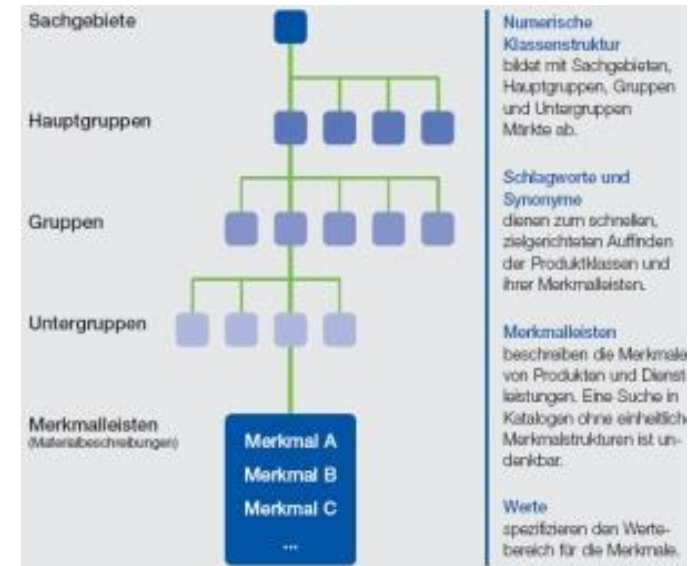 Sachgebiete
Hauptgruppen
Gruppen
Untergruppen
Merkmalleisten
(Materialbeschreibungen)
Merkmal A
Merkmal B
Merkmal C
...
Numerische
Klassenstruktur
bildet mit Sachgebieten,
Hauptgruppen, Gruppen
und Untergruppen
Märkte ab.
Schlagworte und
Synonyme
dienen zum schnellen,
zielgerichteten Auffinden
der Produktklassen und
ihrer Merkmalleisten.
Merkmalleisten
beschreiben die Merkmale
von Produkten und Dienst
leistungen. Eine Suche in
Katalogen ohne einheitliche
Merkmalstrukturen ist un-
denkbar.
Werte
spezifizieren den Werte-
bereich für die Merkmale.